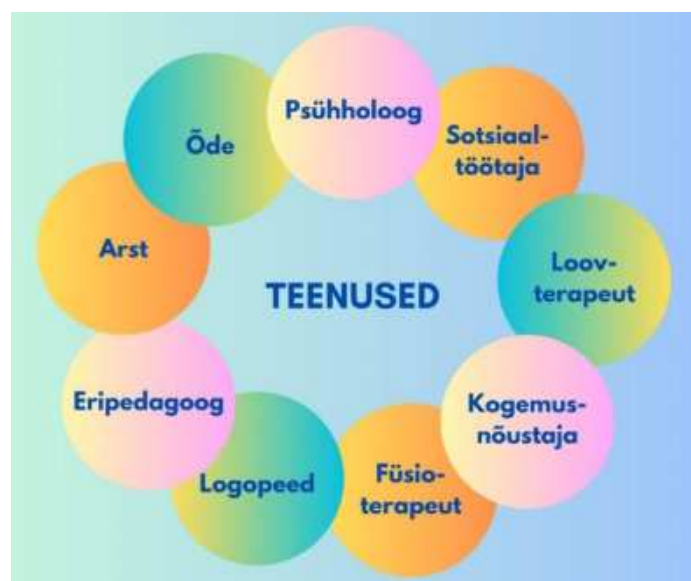 Psühholoog
Sotsiaal-
töötaja
Loov-
terapeut
Kogemus-
nõustaja
Füsio-
terapeut
Logopeed
Eripedagoog
Arst
Õde
TEENUSED